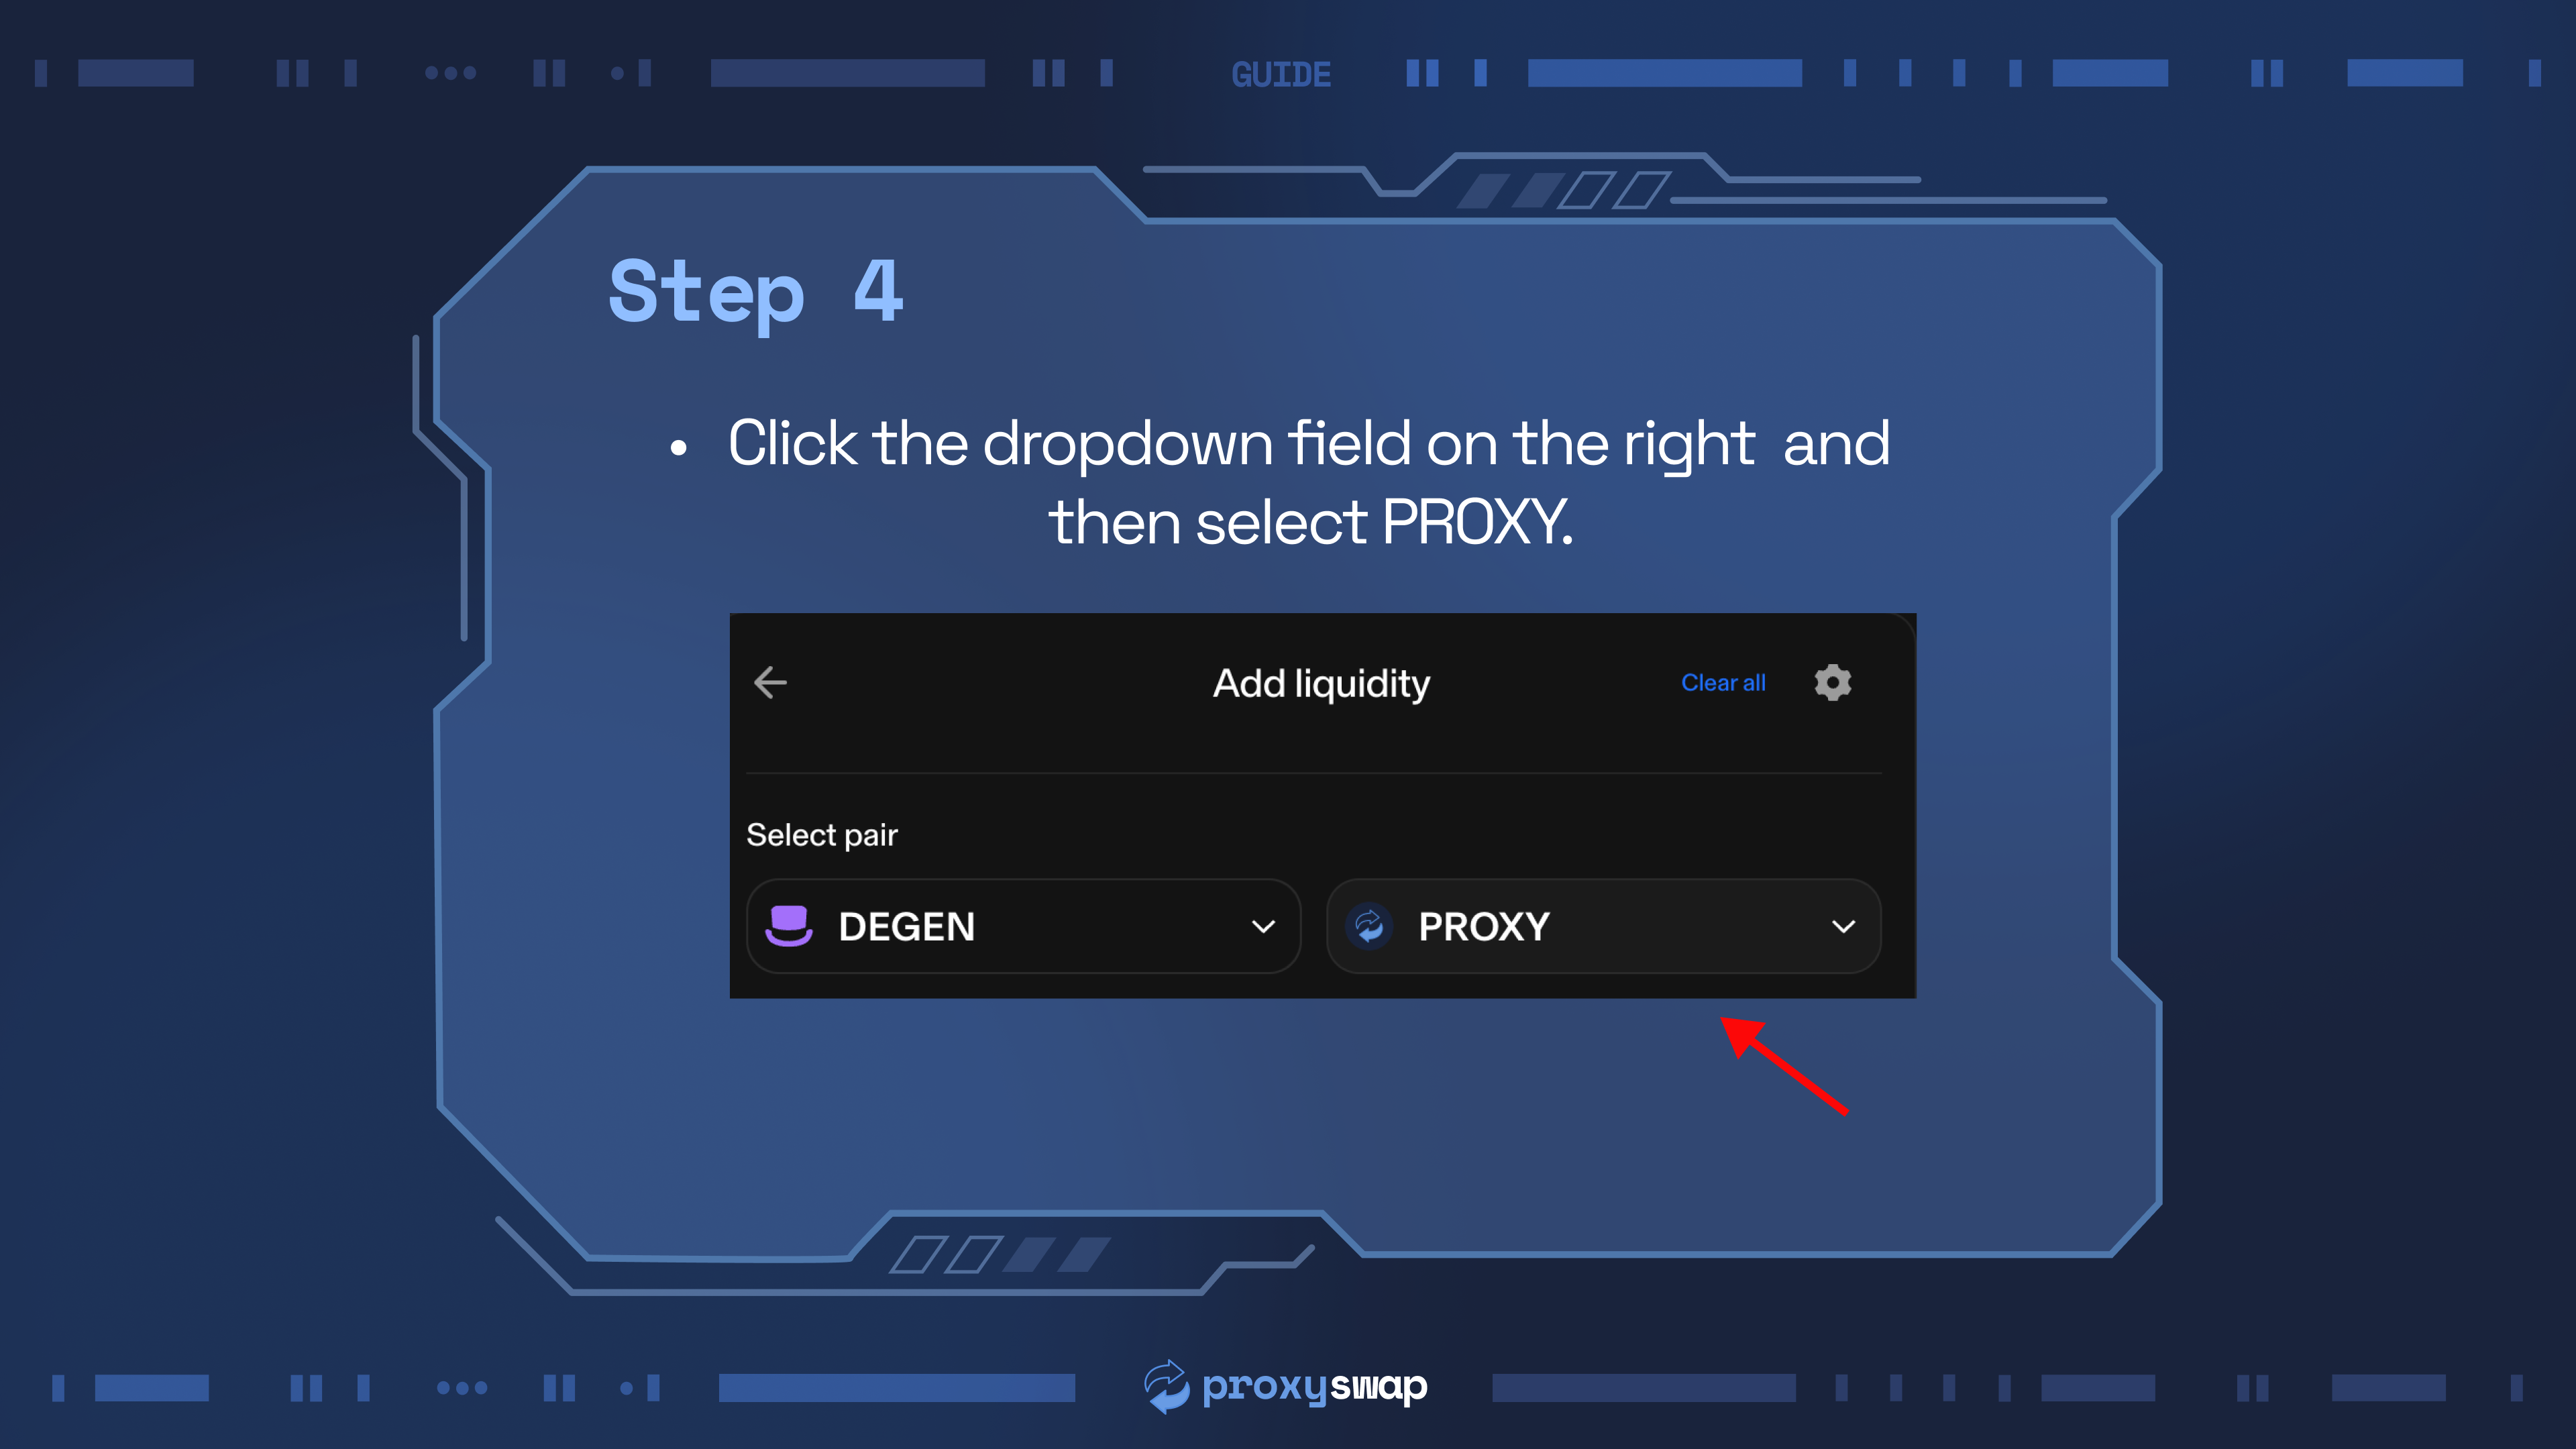 GUIDE
Step 4
• Click the dropdown field on the right and
then select PROXY.
Add liquidity
Clear all
Select pair
DEGEN
PROXY
proxyswap